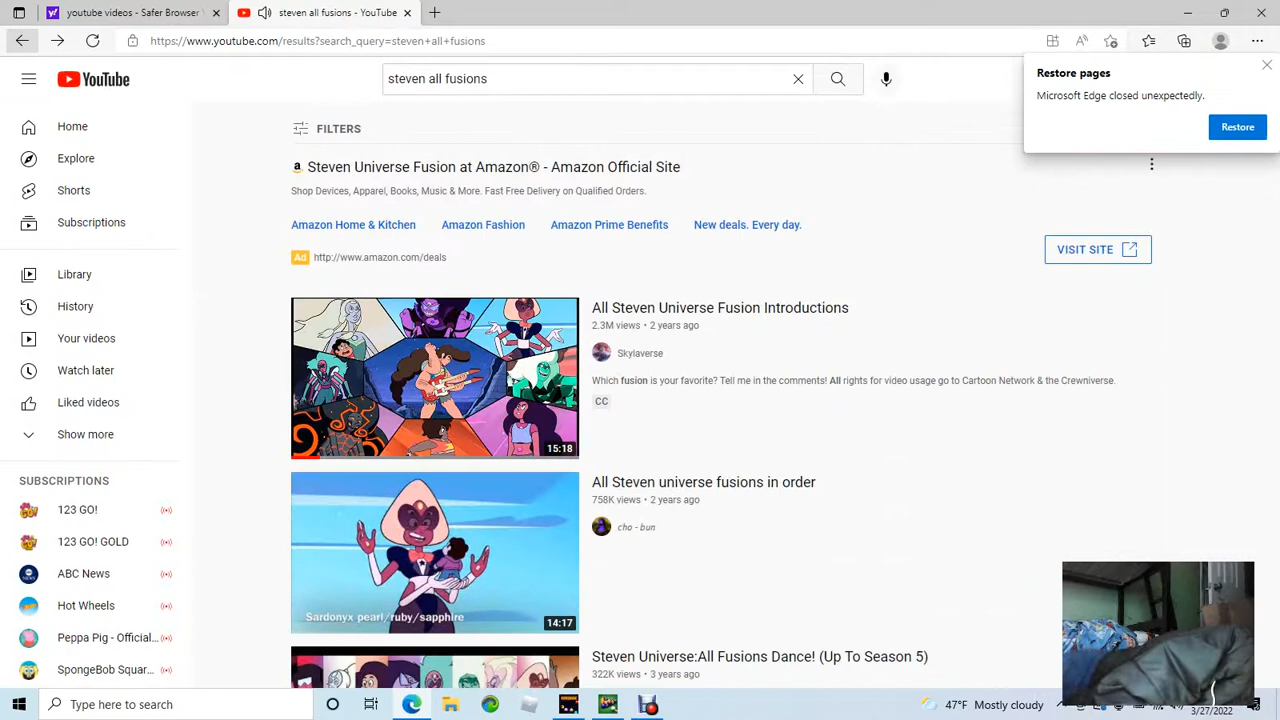 youtube videos - Safer Browser
steven all fusions - YouTube
https://www.youtube.com/results?search_query=steven+all+fusions
YouTube
steven all fusions
Restore pages
Microsoft Edge closed unexpectedly.
Restore
Home
Explore
Shorts
Subscriptions
Library
History
Your videos
Watch later
Liked videos
Show more
SUBSCRIPTIONS
123 GO!
123 GO! GOLD
ABC News
Hot Wheels
Peppa Pig - Official...
SpongeBob Squar...
FILTERS
Steven Universe Fusion at Amazon® - Amazon Official Site
Shop Devices, Apparel, Books, Music & More. Fast Free Delivery on Qualified Orders.
Amazon Home & Kitchen Amazon Fashion Amazon Prime Benefits New deals. Every day.
Ad http://www.amazon.com/deals
VISIT SITE
15:18
All Steven Universe Fusion Introductions
2.3M views • 2 years ago
Skylaverse
Which fusion is your favorite? Tell me in the comments! All rights for video usage go to Cartoon Network & the Crewniverse.
CC
Sardonyx pearl/ruby/sapphire
14:17
All Steven universe fusions in order
758K views • 2 years ago
cho - bun
Steven Universe:All Fusions Dance! (Up To Season 5)
322K views • 3 years ago
Type here to search
47°F Mostly cloudy
3/27/2022